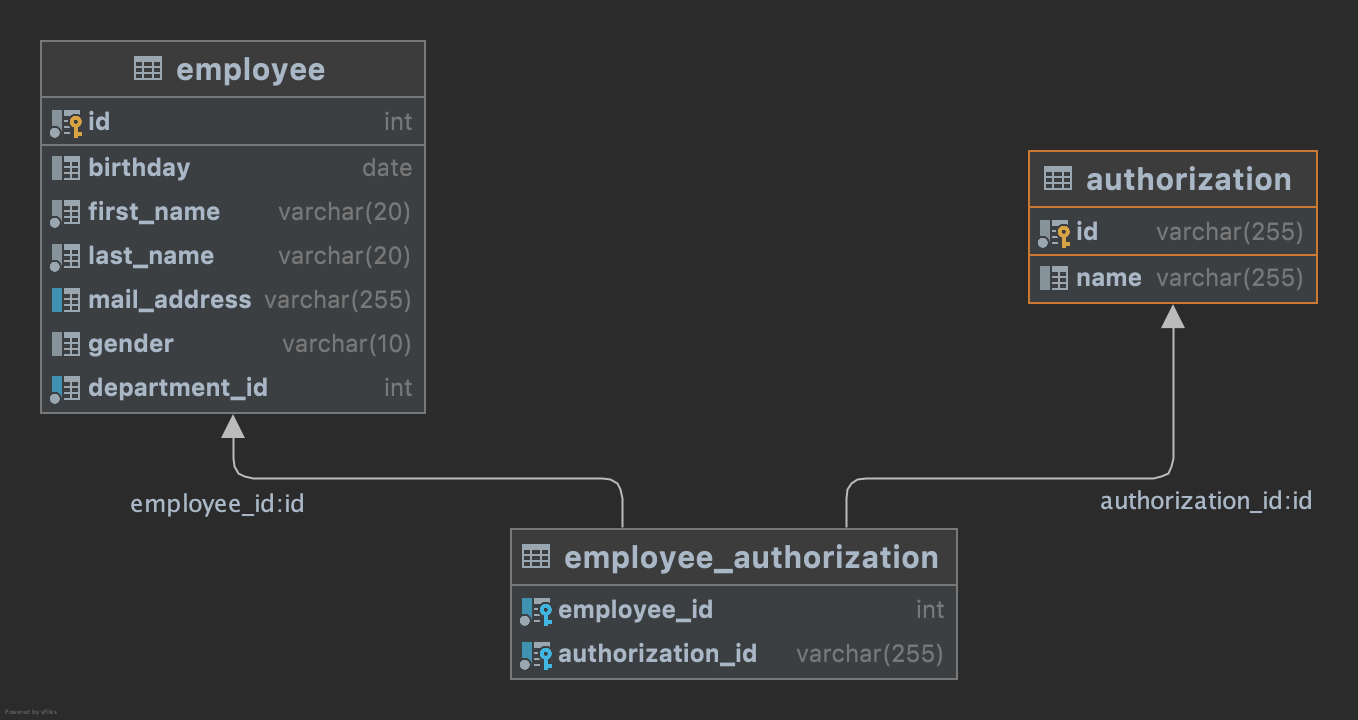 employee
id int
birthday date
first_name varchar(20)
last_name varchar(20)
mail_address varchar(255)
gender varchar(10)
department_id int
authorization
id varchar(255)
name varchar(255)
employee_id:id
authorization_id:id
employee_authorization
employee_id int
authorization_id varchar(255)
Powered by yFiles